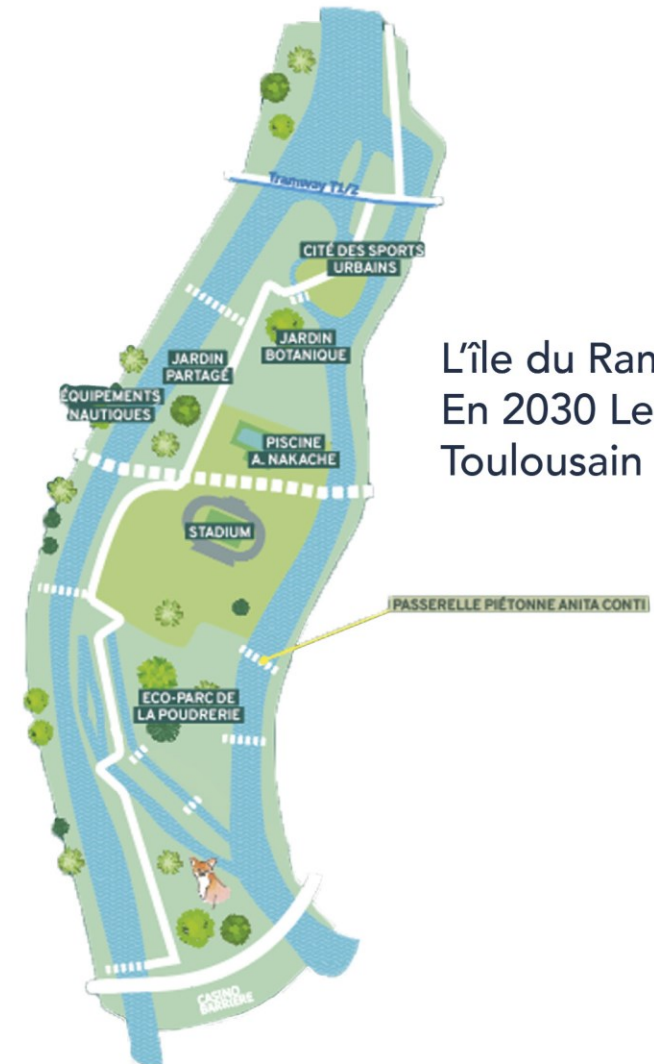 Tramway T1/2
CITÉ DES SPORTS
URBAINS
JARDIN
BOTANIQUE
JARDIN
PARTAGÉ
ÉQUIPEMENTS
NAUTIQUES
PISCINE
A. NAKACHE
STADIUM
L'île du Ran
En 2030 Le
Toulousain
PASSERELLE PIÉTONNE ANITA CONTI
ECO-PARC DE
LA POUDRERIE
CASINO
BARRIÈRE